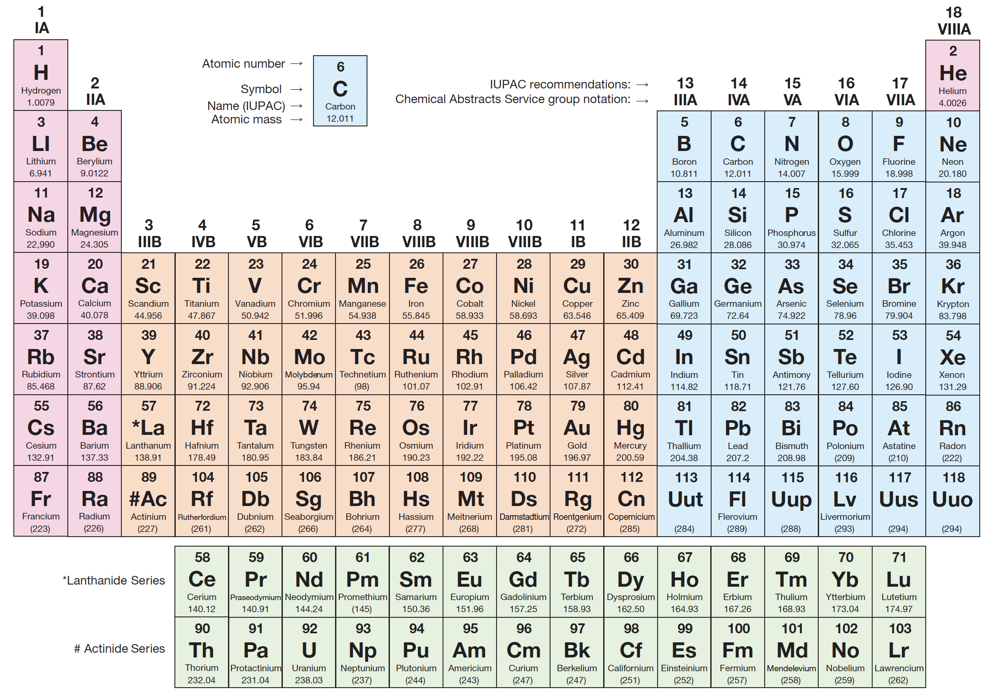 1
IA
18
VIIIA
1
H
Hydrogen
1.0079
2
IIA
Atomic number → 6
Symbol → C
Name (IUPAC) → Carbon
Atomic mass → 12.011
IUPAC recommendations: → 13 14 15 16 17
Chemical Abstracts Service group notation: → IIIA IVA VA VIA VIIA
2
He
Helium
4.0026
3 4 5 6 7 8 9 10
LI Be B C N O F Ne
Lithium Berylium Boron Carbon Nitrogen Oxygen Fluorine Neon
6.941 9.0122 10.811 12.011 14.007 15.999 18.998 20.180
11 12 13 14 15 16 17 18
Na Mg Al Si P S Cl Ar
Sodium Magnesium Aluminum Silicon Phosphorus Sulfur Chlorine Argon
22,990 24.305 26.982 28.086 30.974 32.065 35.453 39.948
3 4 5 6 7 8 9 10 11 12
IIIB IVB VB VIB VIIB VIIIB VIIIB VIIIB IB IIB
19 20 21 22 23 24 25 26 27 28 29 30 31 32 33 34 35 36
K Ca Sc Ti V Cr Mn Fe Co Ni Cu Zn Ga Ge As Se Br Kr
Potassium Calcium Scandium Titanium Vanadium Chromium Manganese Iron Cobalt Nickel Copper Zinc Gallium Germanium Arsenic Selenium Bromine Krypton
39.098 40.078 44.956 47.867 50.942 51.996 54.938 55.845 58.933 58.693 63.546 65.409 69.723 72.64 74.922 78.96 79.904 83.798
37 38 39 40 41 42 43 44 45 46 47 48 49 50 51 52 53 54
Rb Sr Y Zr Nb Mo Tc Ru Rh Pd Ag Cd In Sn Sb Te I Xe
Rubidium Strontium Yttrium Zirconium Niobium Molybdenum Technetium Ruthenium Rhodium Palladium Silver Cadmium Indium Tin Antimony Tellurium Iodine Xenon
85.468 87.62 88.906 91.224 92.906 95.94 (98) 101.07 102.91 106.42 107.87 112.41 114.82 118.71 121.76 127.60 126.90 131.29
55 56 57 72 73 74 75 76 77 78 79 80 81 82 83 84 85 86
Cs Ba *La Hf Ta W Re Os Ir Pt Au Hg Tl Pb Bi Po At Rn
Cesium Barium Lanthanum Hafnium Tantalum Tungsten Rhenium Osmium Iridium Platinum Gold Mercury Thallium Lead Bismuth Polonium Astatine Radon
132.91 137.33 138.91 178.49 180.95 183.84 186.21 190.23 192.22 195.08 196.97 200.59 204.38 207.2 208.98 (209) (210) (222)
87 88 89 104 105 106 107 108 109 110 111 112 113 114 115 116 117 118
Fr Ra #Ac Rf Db Sg Bh Hs Mt Ds Rg Cn Uut Fl Uup Lv Uus Uuo
Francium Radium Actinium Rutherfordium Dubnium Seaborgium Bohrium Hassium Meitnerium Darmstadtium Roentgenium Copernicium Flerovium Livermorium
(223) (226) (227) (261) (262) (266) (264) (277) (268) (281) (272) (285) (284) (289) (288) (293) (294) (294)
*Lanthanide Series
58 59 60 61 62 63 64 65 66 67 68 69 70 71
Ce Pr Nd Pm Sm Eu Gd Tb Dy Ho Er Tm Yb Lu
Cerium Praseodymium Neodymium Promethium Samarium Europium Gadolinium Terbium Dysprosium Holmium Erbium Thulium Ytterbium Lutetium
140.12 140.91 144.24 (145) 150.36 151.96 157.25 158.93 162.50 164.93 167.26 168.93 173.04 174.97
# Actinide Series
90 91 92 93 94 95 96 97 98 99 100 101 102 103
Th Pa U Np Pu Am Cm Bk Cf Es Fm Md No Lr
Thorium Protactinium Uranium Neptunium Plutonium Americium Curium Berkelium Californium Einsteinium Fermium Mendelevium Nobelium Lawrencium
232.04 231.04 238.03 (237) (244) (243) (247) (247) (251) (252) (257) (258) (259) (262)